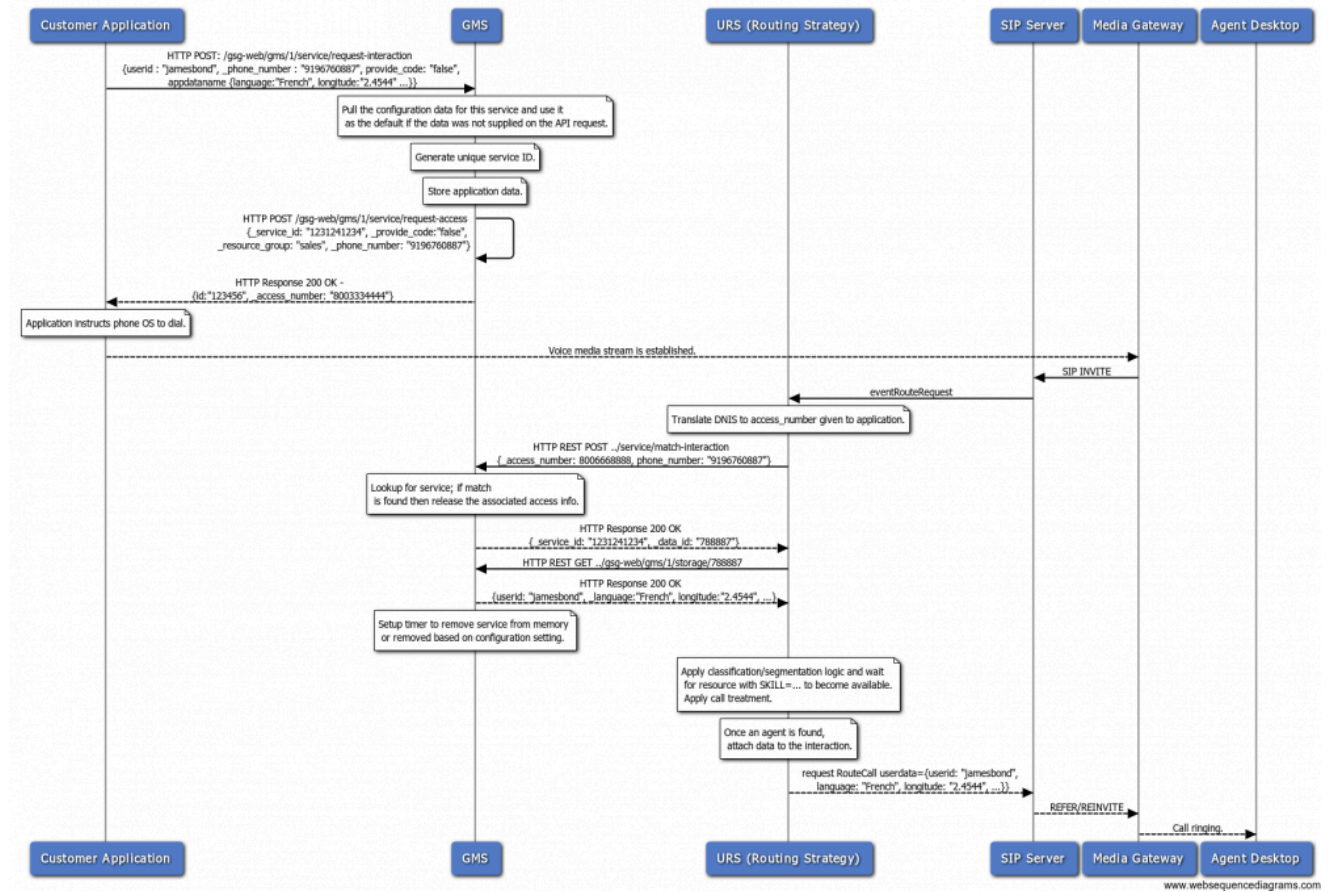 Customer Application
GMS
URS (Routing Strategy)
SIP Server
Media Gateway
Agent Desktop
HTTP POST: /gsg-web/gms/1/service/request-interaction
{userid : "jamesbond", _phone_number : "9196760887", provide_code: "false",
appdataname {language:"French", longitude:"2.4544" ...}}
Pull the configuration data for this service and use it
as the default if the data was not supplied on the API request.
Generate unique service ID.
Store application data.
HTTP POST /gsg-web/gms/1/service/request-access
{_service_id: "1231241234", _provide_code:"false",
_resource_group: "sales", _phone_number: "9196760887"}
HTTP Response 200 OK -
{id:"123456", _access_number: "8003334444"}
Application instructs phone OS to dial.
Voice media stream is established.
SIP INVITE
eventRouteRequest
Translate DNIS to access_number given to application.
HTTP REST POST ../service/match-interaction
{_access_number: 8006668888, phone_number: "9196760887"}
Lookup for service; if match
is found then release the associated access info.
HTTP Response 200 OK
{_service_id: "1231241234", _data_id: "788887"}
HTTP REST GET ../gsg-web/gms/1/storage/788887
HTTP Response 200 OK
{userid: "jamesbond", _language:"French", longitude:"2.4544", ...}
Setup timer to remove service from memory
or removed based on configuration setting.
Apply classification/segmentation logic and wait
for resource with SKILL=... to become available.
Apply call treatment.
Once an agent is found,
attach data to the interaction.
request RouteCall userdata={userid: "jamesbond",
language: "French", longitude: "2.4544", ...}}
REFER/REINVITE
Call ringing.
Customer Application
GMS
URS (Routing Strategy)
SIP Server
Media Gateway
Agent Desktop
www.websequencediagrams.com